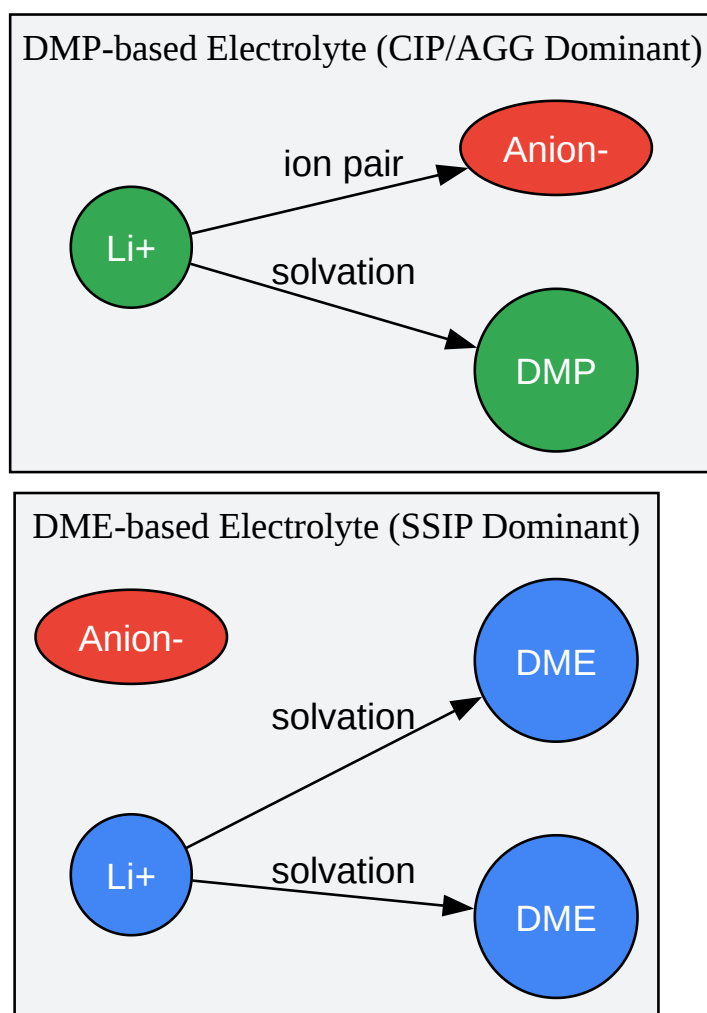 DMP-based Electrolyte (CIP/AGG Dominant)
Anion-
ion pair
Li+
solvation
DMP
DME-based Electrolyte (SSIP Dominant)
Anion-
DME
solvation
Li+
solvation
DME